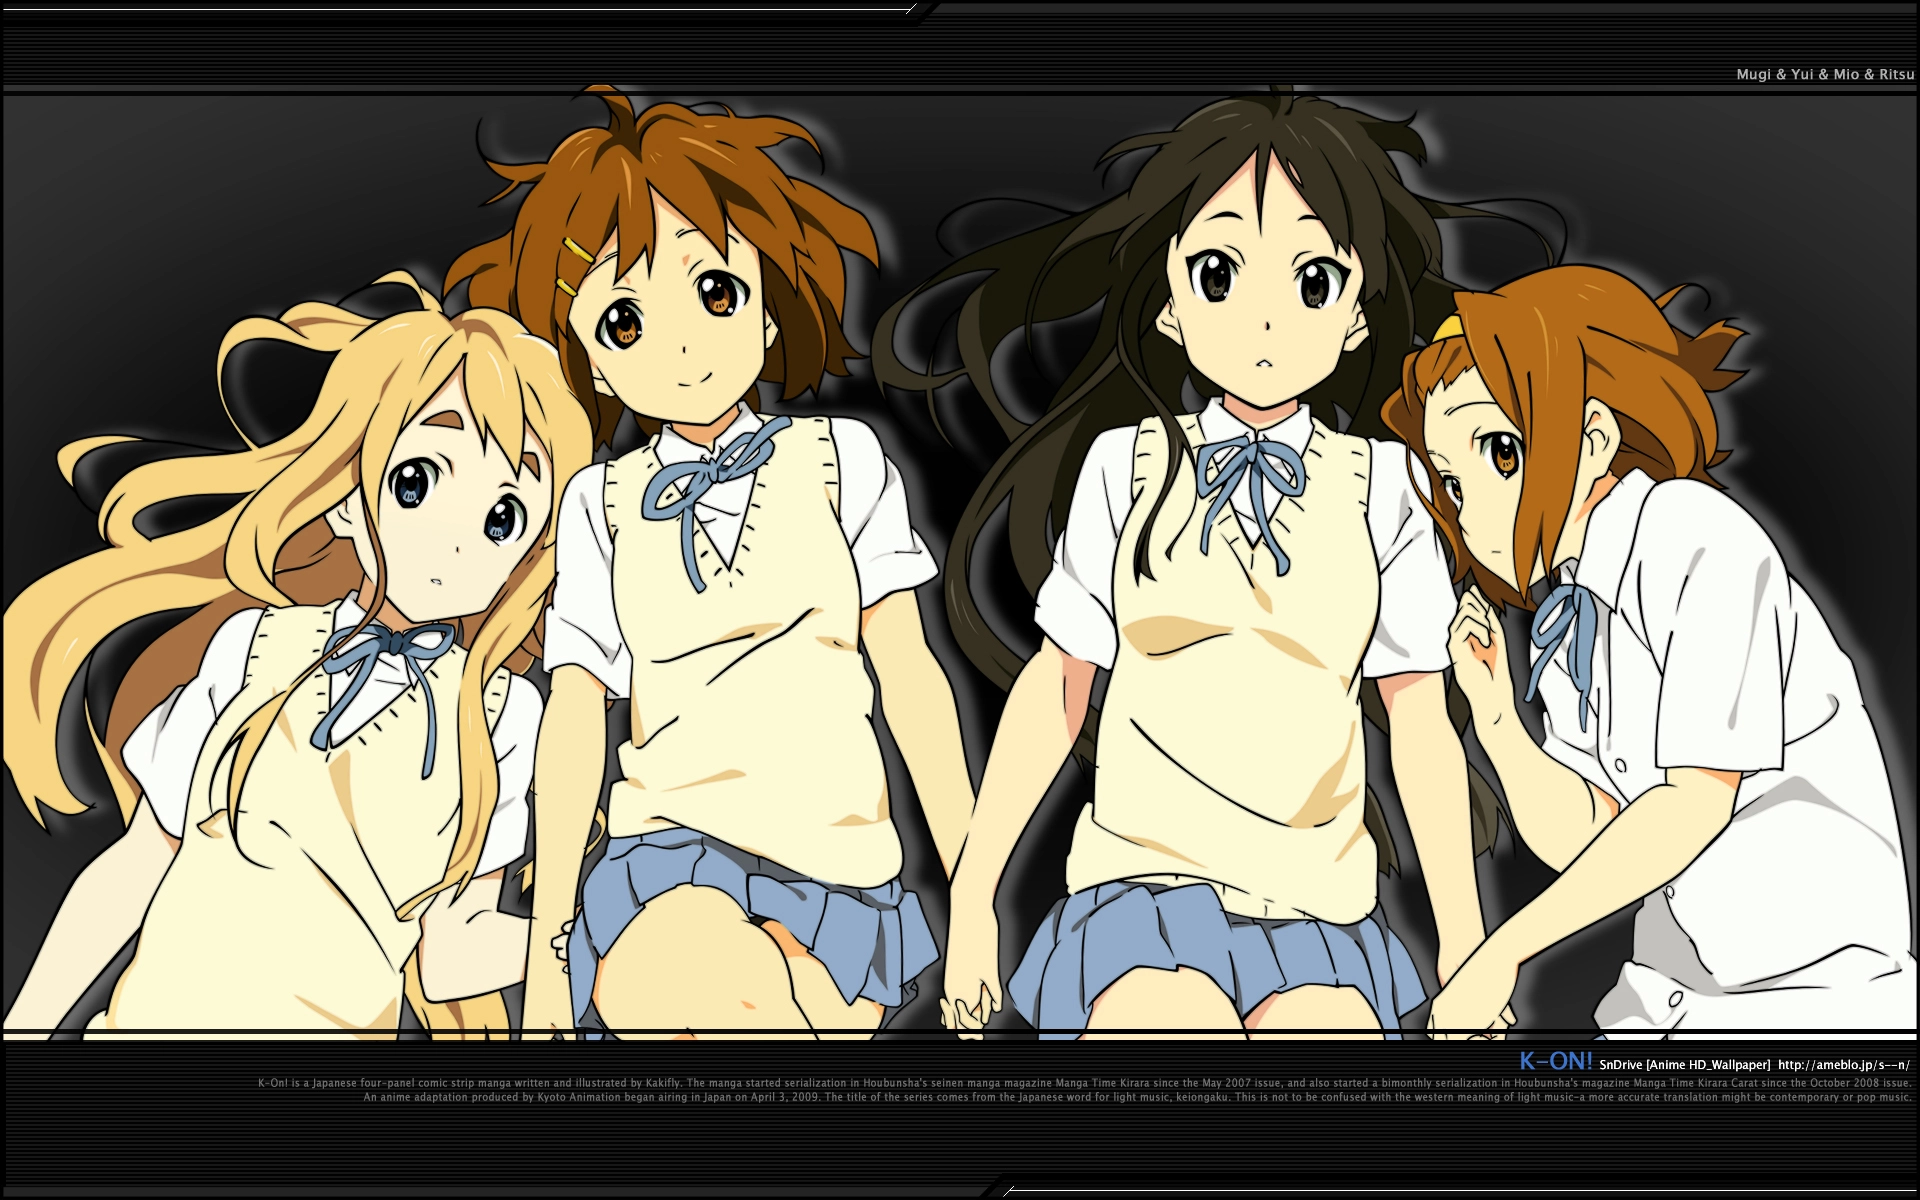 Mugi & Yui & Mio & Ritsu
K-ON! SnDrive [Anime HD_Wallpaper] http://ameblo.jp/s--n/
K-On! is a Japanese four-panel comic strip manga written and illustrated by Kakifly. The manga started serialization in Houbunsha's seinen manga magazine Manga Time Kirara since the May 2007 issue, and also started a bimonthly serialization in Houbunsha's magazine Manga Time Kirara Carat since the October 2008 issue.
An anime adaptation produced by Kyoto Animation began airing in Japan on April 3, 2009. The title of the series comes from the Japanese word for light music, keiongaku. This is not to be confused with the western meaning of light music-a more accurate translation might be contemporary or pop music.